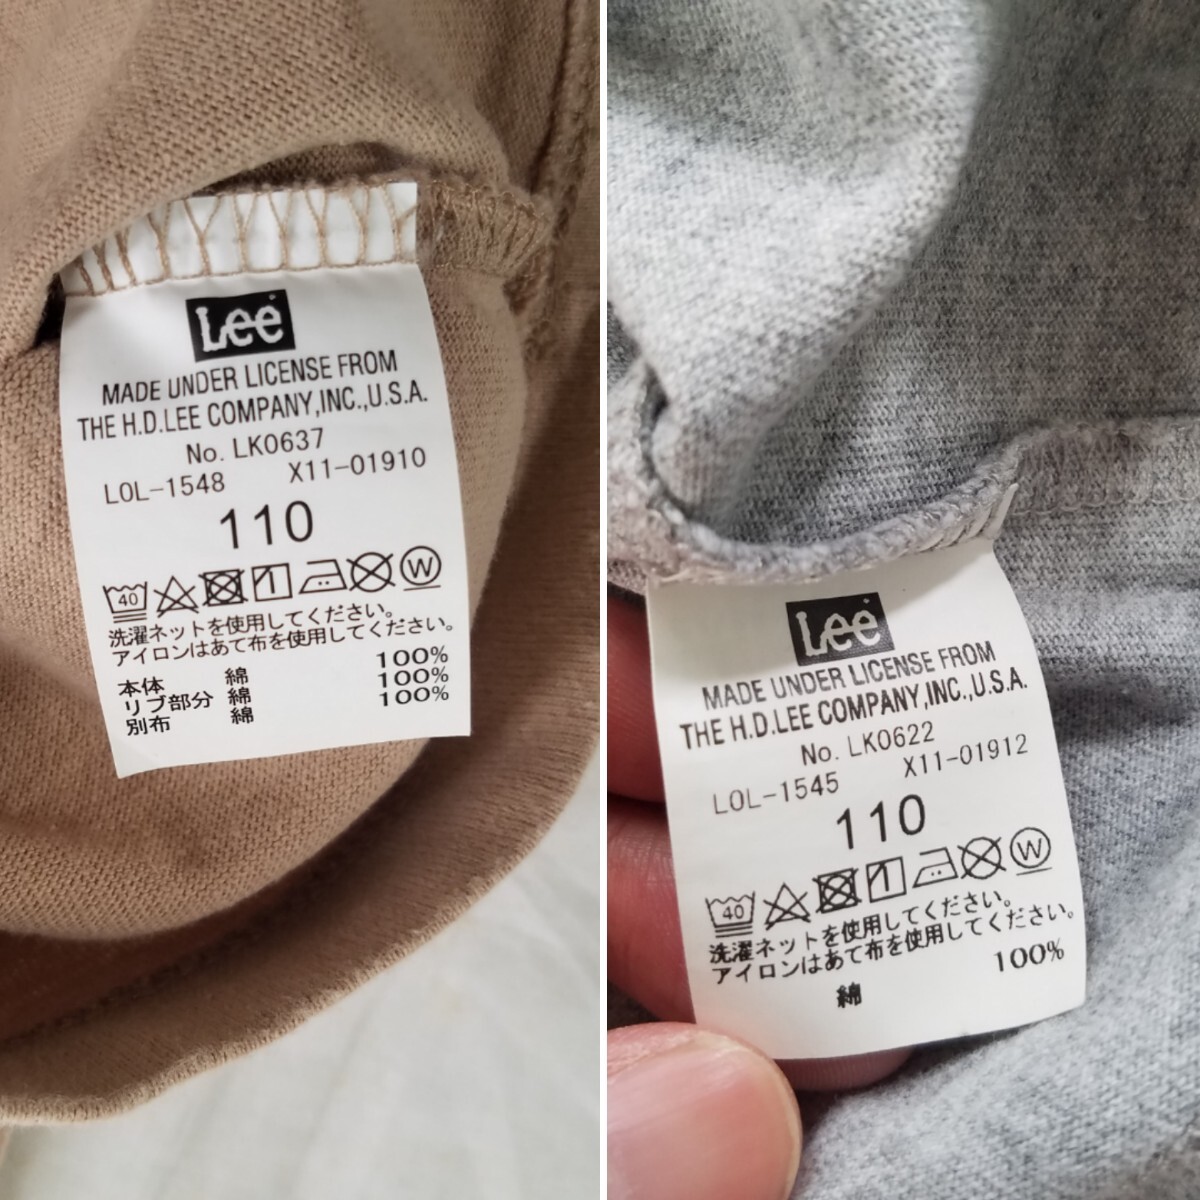 Lee
MADE UNDER LICENSE FROM
THE H.D.LEE COMPANY,INC.,U.S.A.
No. LK0637
LOL-1548 X11-01910
110
40 W
洗濯ネットを使用してください。
アイロンはあて布を使用してください。
本体 綿 100%
リブ部分 綿 100%
別布 綿 100%
Lee
MADE UNDER LICENSE FROM
THE H.D.LEE COMPANY,INC.,U.S.A.
No. LK0622
LOL-1545 X11-01912
110
40 W
洗濯ネットを使用してください。
アイロンはあて布を使用してください。
綿 100%